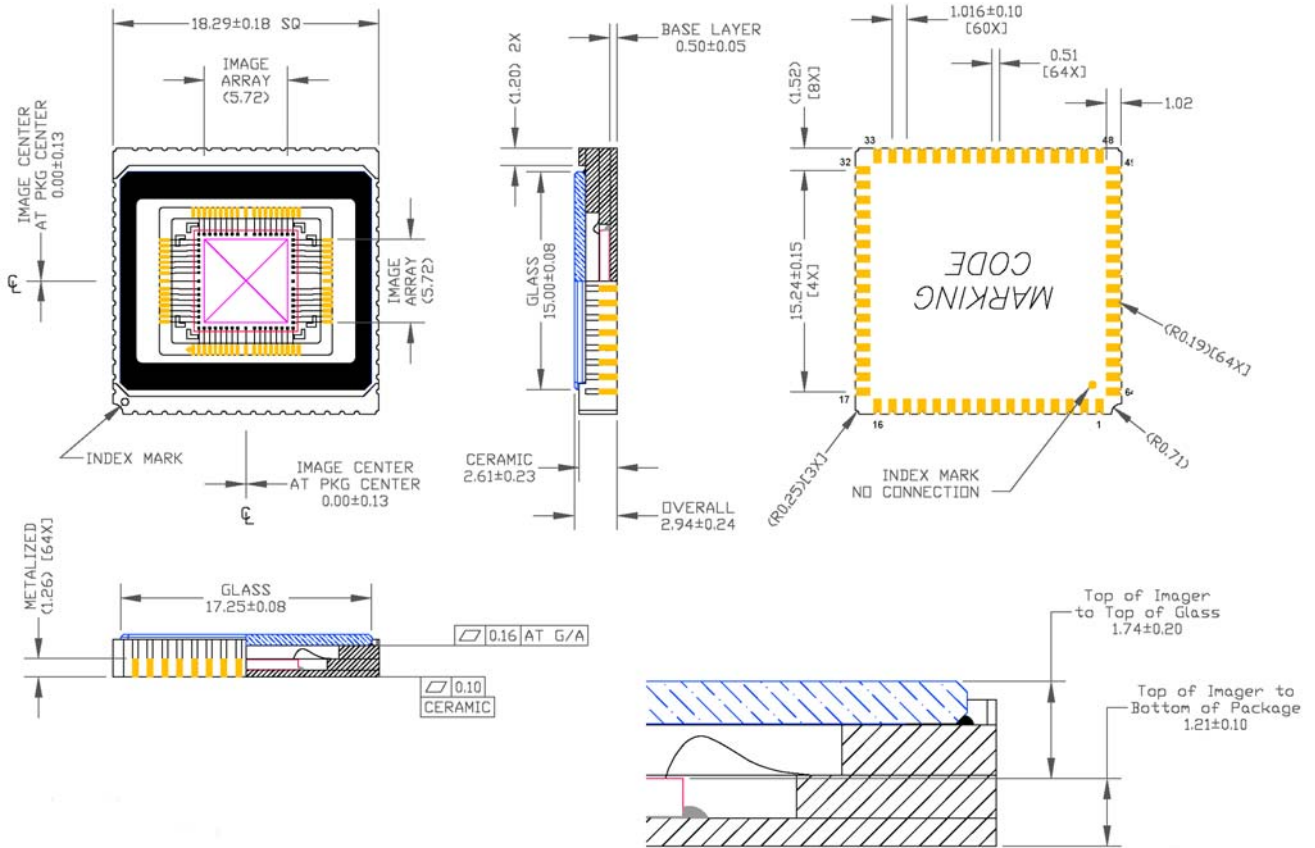 18.29±0.18 SQ
IMAGE
ARRAY
(5.72)
IMAGE CENTER
AT PKG CENTER
0.00±0.13
IMAGE
ARRAY
(5.72)
INDEX MARK
IMAGE CENTER
AT PKG CENTER
0.00±0.13
BASE LAYER
0.50±0.05
(1.20) 2X
GLASS
15.00±0.08
CERAMIC
2.61±0.23
OVERALL
2.94±0.24
1.016±0.10
[60X]
0.51
[64X]
(1.52)
[8X]
1.02
33
48
32
49
15.24±0.15
[4X]
MARKING
CODE
(R0.19)[64X]
17
64
16
1
(R0.71)
(R0.25)[3X]
INDEX MARK
NO CONNECTION
METALIZED
(1.26) [64X]
GLASS
17.25±0.08
0.16 AT G/A
0.10
CERAMIC
Top of Imager
to Top of Glass
1.74±0.20
Top of Imager to
Bottom of Package
1.21±0.10